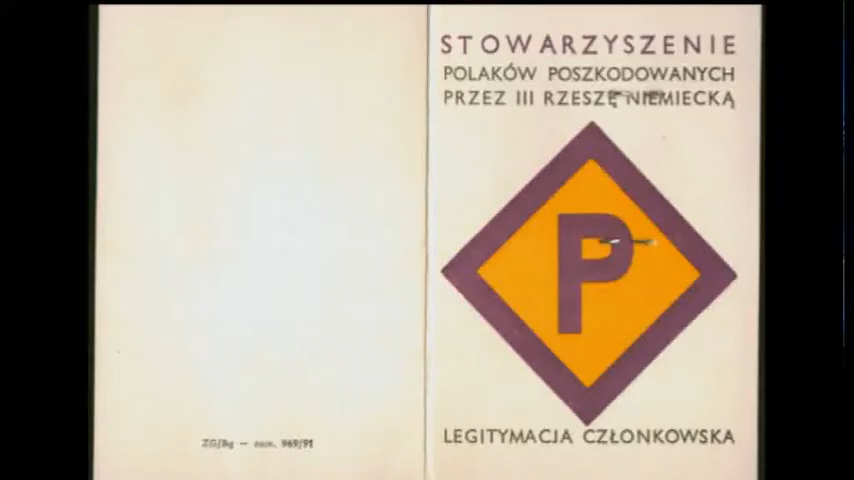 STOWARZYSZENIE
POLAKÓW POSZKODOWANYCH
PRZEZ III RZESZĘ NIEMIECKĄ
P
LEGITYMACJA CZŁONKOWSKA
ZG/Bg — zam. 969/91